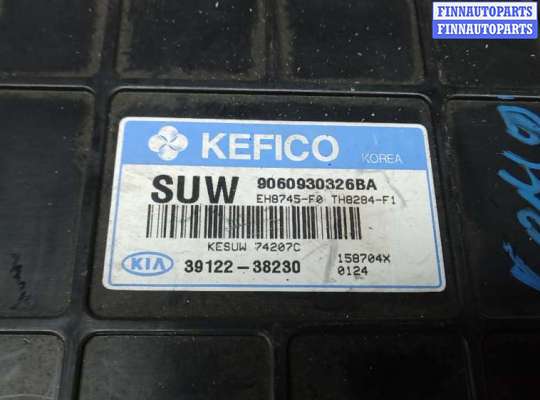 FINNAUTOPARTS
FINNAUTOPARTS
KEFICO KOREA
SUW 9060930326BA
EH8745-F0 TH8284-F1
KESUW 74207C
KIA 39122-38230
158704X
0124